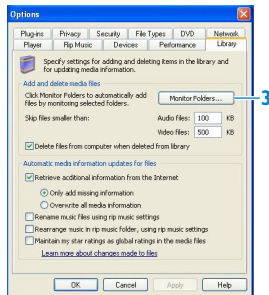 Options
Plug-ins Privacy Security File Types DVD Network
Player Rip Music Devices Performance Library
Specify settings for adding and deleting items in the library and
for updating media information.
Add and delete media files
Click Monitor Folders to automatically add
files by monitoring selected folders.
Monitor Folders...
3
Skip files smaller than: Audio files: 100 KB
Video files: 500 KB
Delete files from computer when deleted from library
Automatic media information updates for files
Retrieve additional information from the Internet
Only add missing information
Overwrite all media information
Rename music files using rip music settings
Rearrange music in rip music folder, using rip music settings
Maintain my star ratings as global ratings in the media files
Learn more about changes made to files
OK Cancel Apply Help